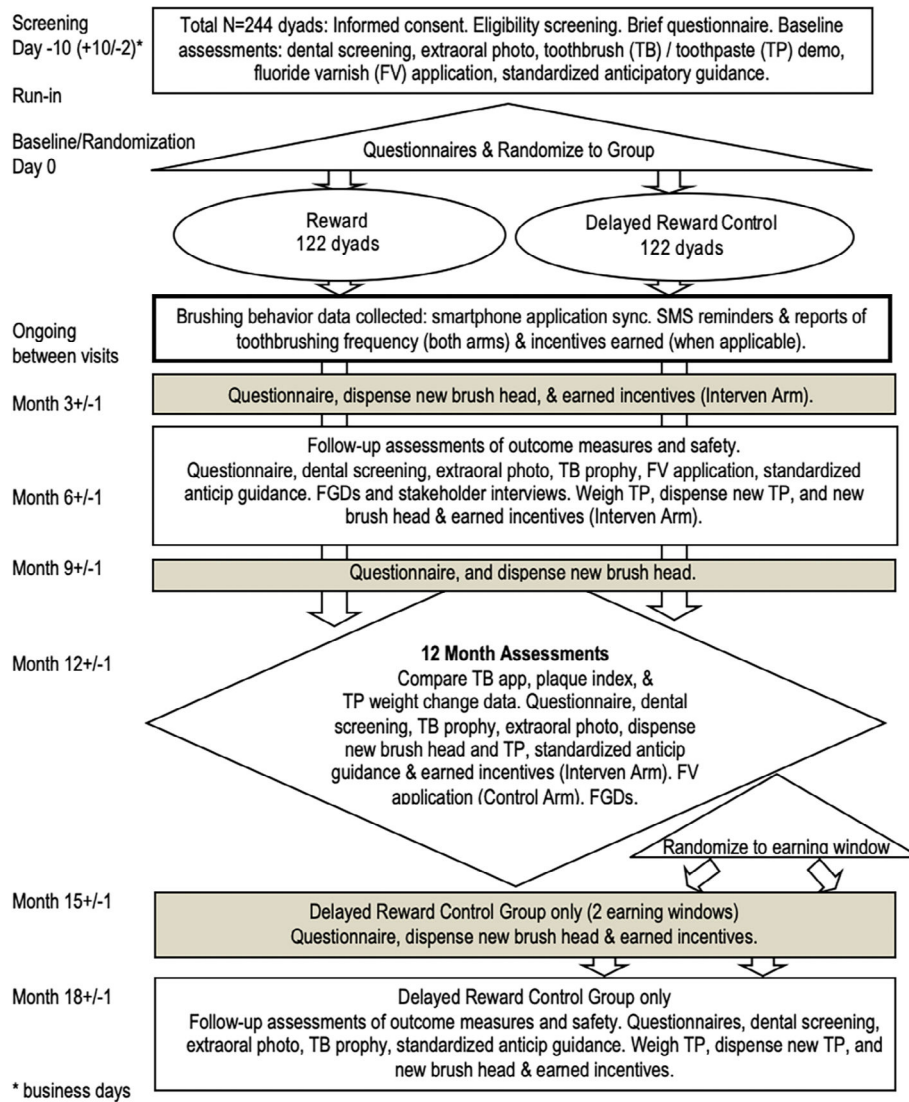 Screening
Day -10 (+10/-2)*
Total N=244 dyads: Informed consent. Eligibility screening. Brief questionnaire. Baseline
assessments: dental screening, extraoral photo, toothbrush (TB) / toothpaste (TP) demo,
fluoride varnish (FV) application, standardized anticipatory guidance.
Run-in
Baseline/Randomization
Day 0
Questionnaires & Randomize to Group
Reward
122 dyads
Delayed Reward Control
122 dyads
Ongoing
between visits
Brushing behavior data collected: smartphone application sync. SMS reminders & reports of
toothbrushing frequency (both arms) & incentives earned (when applicable).
Month 3+/-1
Questionnaire, dispense new brush head, & earned incentives (Interven Arm).
Month 6+/-1
Follow-up assessments of outcome measures and safety.
Questionnaire, dental screening, extraoral photo, TB prophy, FV application, standardized
anticip guidance. FGDs and stakeholder interviews. Weigh TP, dispense new TP, and new
brush head & earned incentives (Interven Arm).
Month 9+/-1
Questionnaire, and dispense new brush head.
Month 12+/-1
12 Month Assessments
Compare TB app, plaque index, &
TP weight change data. Questionnaire, dental
screening, TB prophy, extraoral photo, dispense
new brush head and TP, standardized anticip
guidance & earned incentives (Interven Arm). FV
application (Control Arm). FGDs.
Randomize to earning window
Month 15+/-1
Delayed Reward Control Group only (2 earning windows)
Questionnaire, dispense new brush head & earned incentives.
Month 18+/-1
Delayed Reward Control Group only
Follow-up assessments of outcome measures and safety. Questionnaires, dental screening,
extraoral photo, TB prophy, standardized anticip guidance. Weigh TP, dispense new TP, and
new brush head & earned incentives.
* business days